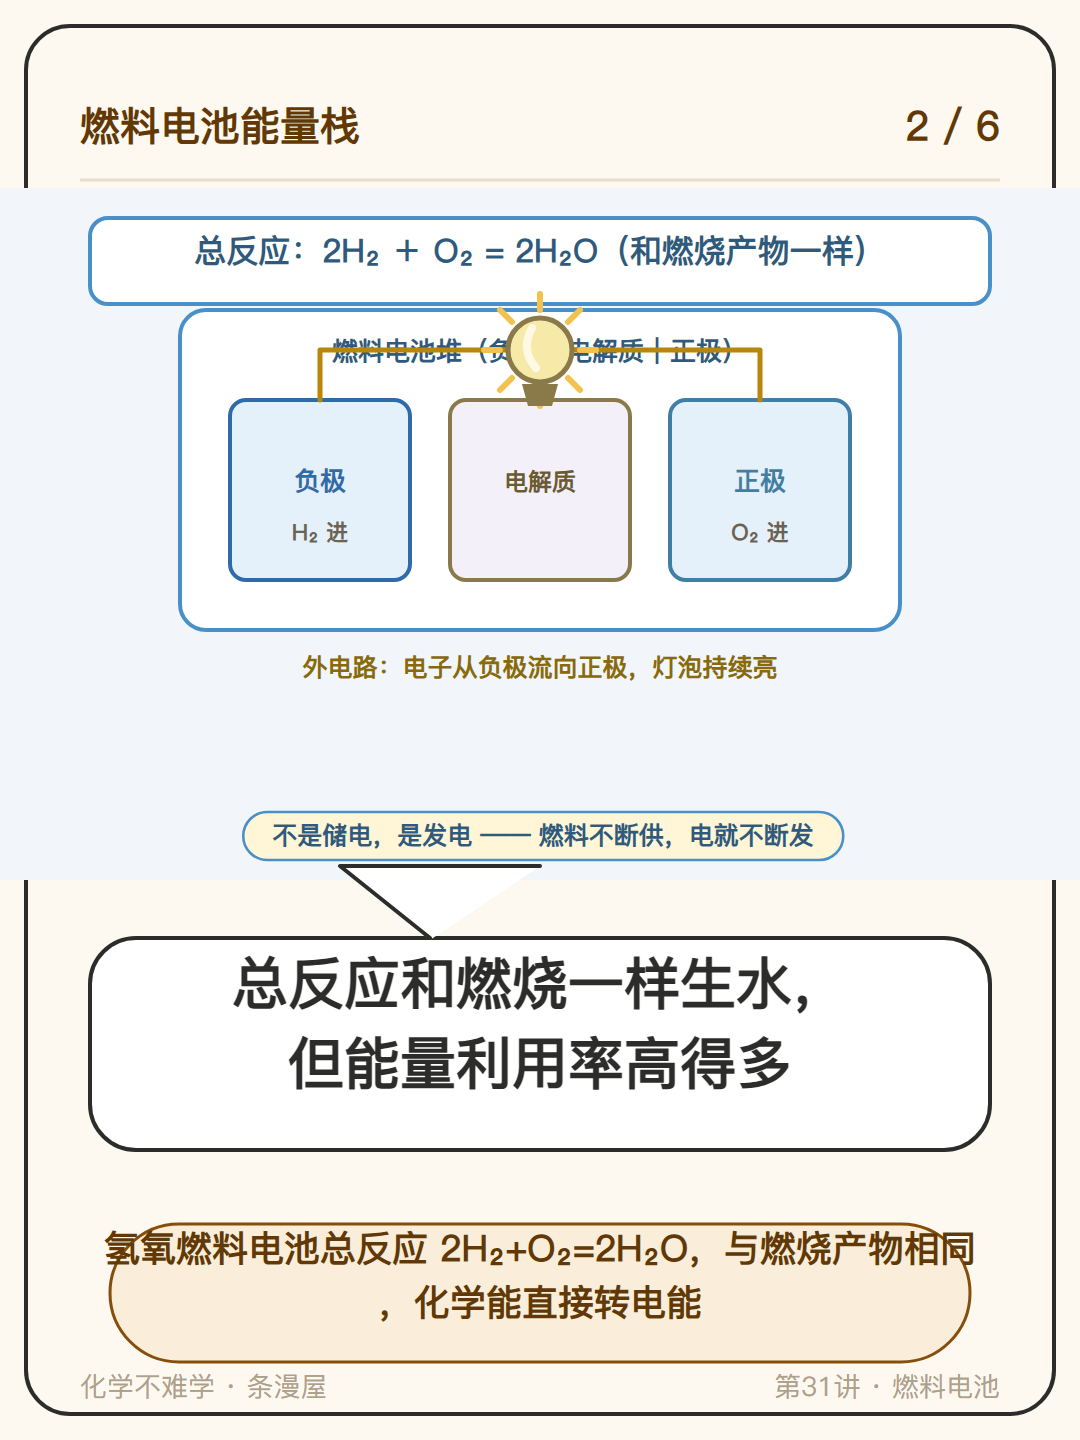 燃料电池能量栈
2 / 6
总反应：2H₂ + O₂ = 2H₂O（和燃烧产物一样）
燃料电池堆（负 电解质｜正极）
负极
H₂ 进
电解质
正极
O₂ 进
外电路：电子从负极流向正极，灯泡持续亮
不是储电，是发电 —— 燃料不断供，电就不断发
总反应和燃烧一样生水，
但能量利用率高得多
氢氧燃料电池总反应 2H₂+O₂=2H₂O，与燃烧产物相同
，化学能直接转电能
化学不难学 · 条漫屋
第31讲 · 燃料电池